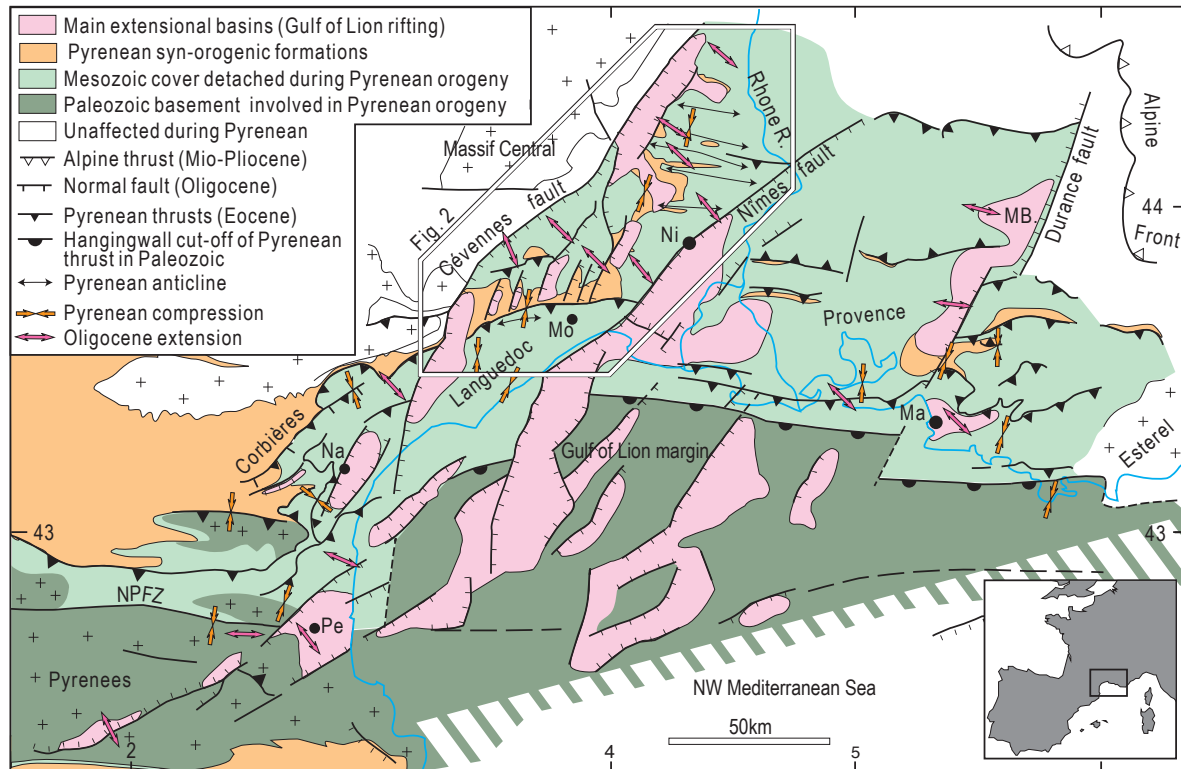 Main extensional basins (Gulf of Lion rifting)
Pyrenean syn-orogenic formations
Mesozoic cover detached during Pyrenean orogeny
Paleozoic basement involved in Pyrenean orogeny
Unaffected during Pyrenean
Alpine thrust (Mio-Pliocene)
Normal fault (Oligocene)
Pyrenean thrusts (Eocene)
Hangingwall cut-off of Pyrenean
thrust in Paleozoic
Pyrenean anticline
Pyrenean compression
Oligocene extension
Massif Central
Rhone R.
Alpine
Front
Durance fault
MB.
44
Fig. 2
Cévennes fault
Nîmes fault
Ni
Mo
Provence
Languedoc
Corbières
Na
Ma
Esterel
Gulf of Lion margin
43
43
NPFZ
Pe
Pyrenees
NW Mediterranean Sea
50km
2
4
5